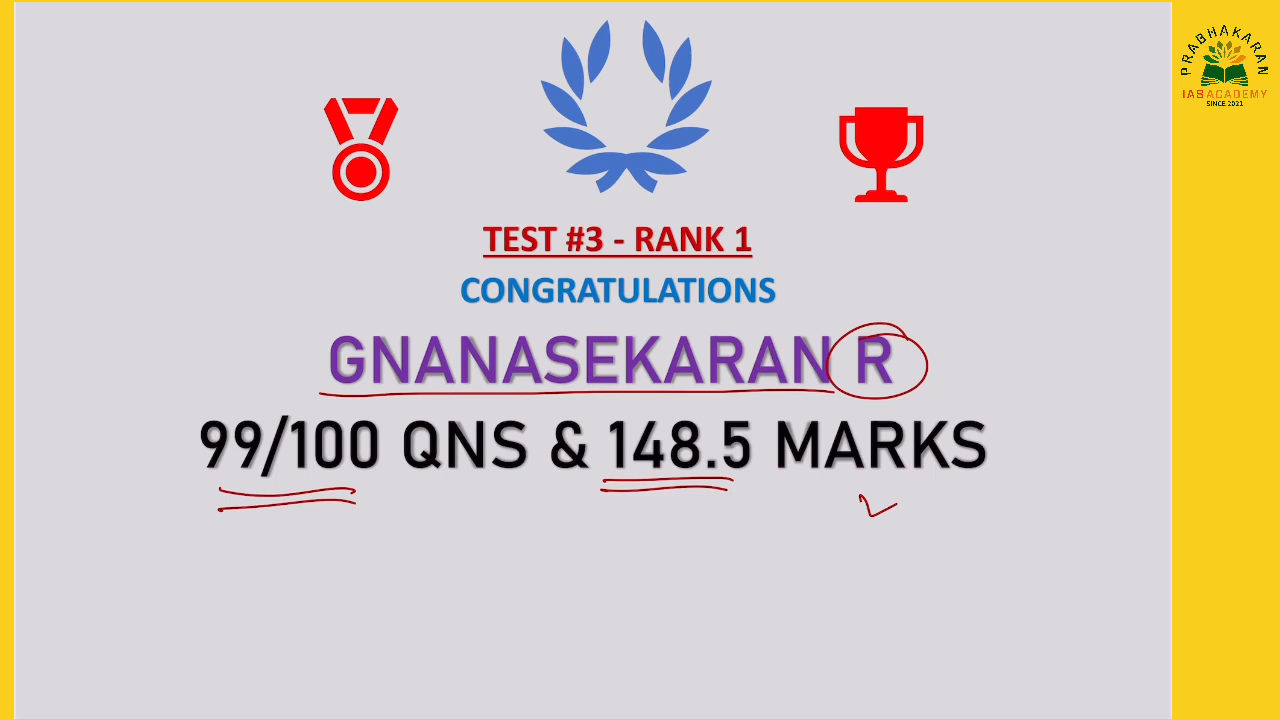 PRABHAKARAN
IAS ACADEMY
SINCE 2021
TEST #3 - RANK 1
CONGRATULATIONS
GNANASEKARAN R
99/100 QNS & 148.5 MARKS